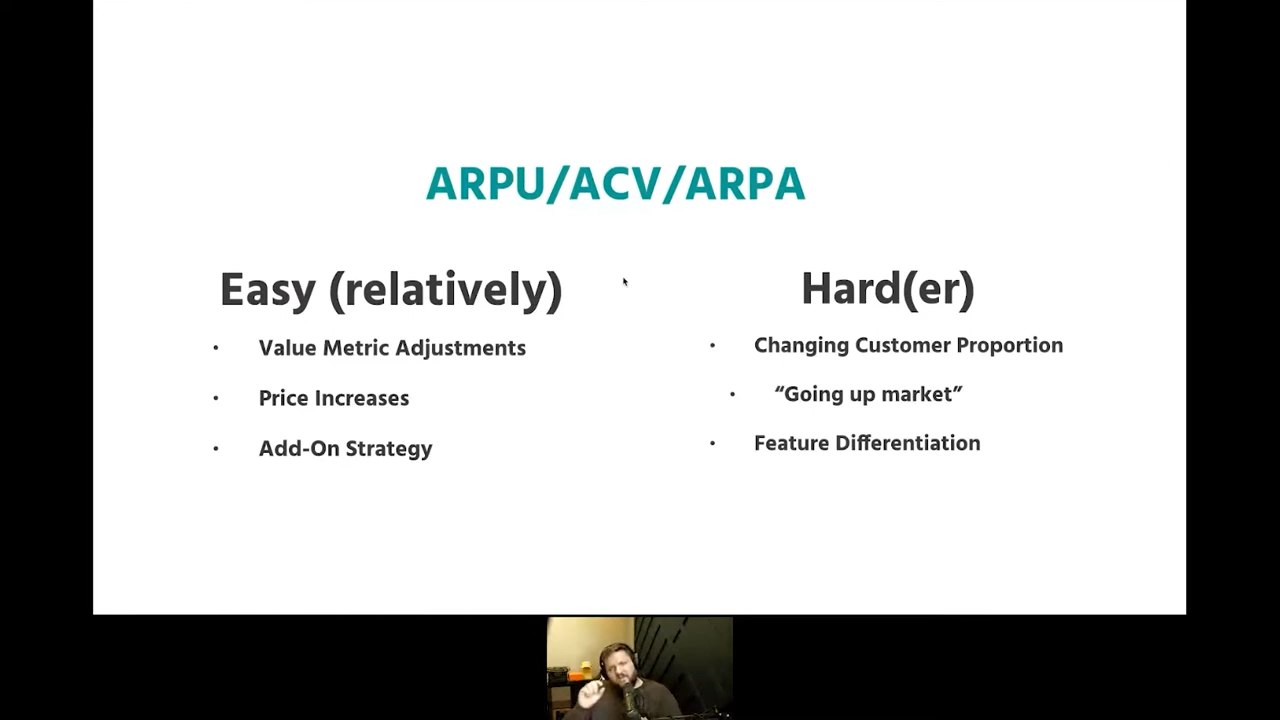 ARPU/ACV/ARPA
Easy (relatively)
• Value Metric Adjustments
• Price Increases
• Add-On Strategy
Hard(er)
• Changing Customer Proportion
• “Going up market”
• Feature Differentiation